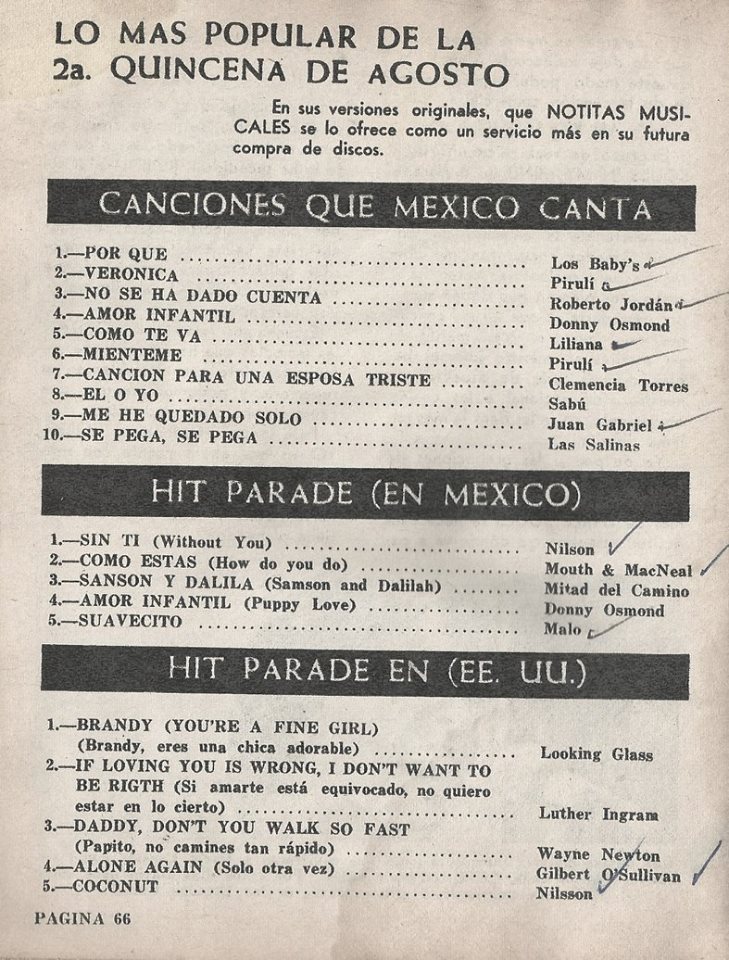 LO MAS POPULAR DE LA
2a. QUINCENA DE AGOSTO
En sus versiones originales, que NOTITAS MUSI-
CALES se lo ofrece como un servicio más en su futura
compra de discos.
CANCIONES QUE MEXICO CANTA
1.—POR QUE ........................................ Los Baby's
2.—VERONICA ........................................ Pirulí
3.—NO SE HA DADO CUENTA ........................ Roberto Jordán
4.—AMOR INFANTIL ................................ Donny Osmond
5.—COMO TE VA .................................... Liliana
6.—MIENTEME ...................................... Pirulí
7.—CANCION PARA UNA ESPOSA TRISTE .......... Clemencia Torres
8.—EL O YO ........................................ Sabú
9.—ME HE QUEDADO SOLO .......................... Juan Gabriel
10.—SE PEGA, SE PEGA .............................. Las Salinas
HIT PARADE (EN MEXICO)
1.—SIN TI (Without You) ............................ Nilson
2.—COMO ESTAS (How do you do) .................... Mouth & MacNeal
3.—SANSON Y DALILA (Samson and Dalilah) ........ Mitad del Camino
4.—AMOR INFANTIL (Puppy Love) .................. Donny Osmond
5.—SUAVECITO ...................................... Malo
HIT PARADE EN (EE. UU.)
1.—BRANDY (YOU'RE A FINE GIRL)
(Brandy, eres una chica adorable) ................ Looking Glass
2.—IF LOVING YOU IS WRONG, I DON'T WANT TO
BE RIGTH (Si amarte está equivocado, no quiero
estar en lo cierto) ................................ Luther Ingram
3.—DADDY, DON'T YOU WALK SO FAST
(Papito, no camines tan rápido) .................. Wayne Newton
4.—ALONE AGAIN (Solo otra vez) .................... Gilbert O'Sullivan
5.—COCONUT ........................................ Nilsson
PAGINA 66